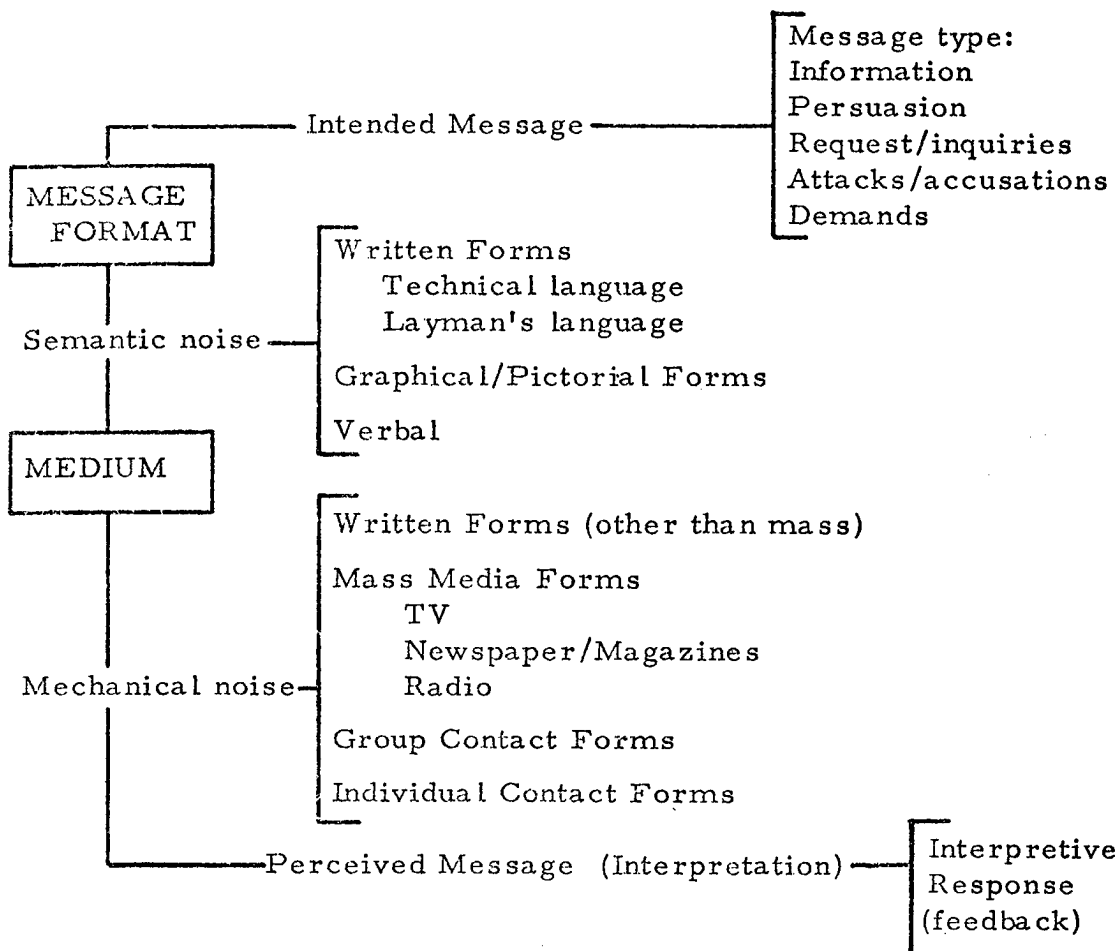 Message type:
Information
Persuasion
Request/inquiries
Attacks/accusations
Demands
Intended Message
MESSAGE
FORMAT
Written Forms
Technical language
Layman's language
Semantic noise
Graphical/Pictorial Forms
Verbal
MEDIUM
Written Forms (other than mass)
Mass Media Forms
TV
Newspaper/Magazines
Radio
Mechanical noise
Group Contact Forms
Individual Contact Forms
Perceived Message (Interpretation)
Interpretive
Response
(feedback)